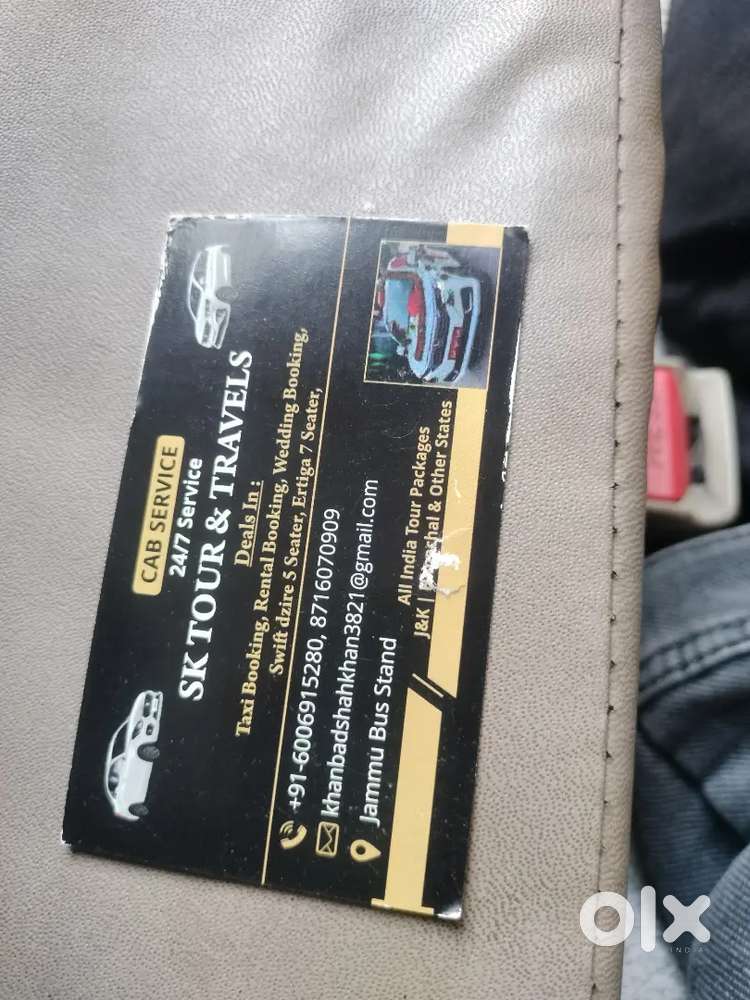 CAB SERVICE
24/7 Service
SK TOUR & TRAVELS
Deals In :
Taxi Booking, Rental Booking, Wedding Booking,
Swift dzire 5 Seater, Ertiga 7 Seater,
+91-6006915280, 8716070909
khanbadshahkhan3821@gmail.com
Jammu Bus Stand
All India Tour Packages
J&K | & Other States
olx
INDIA